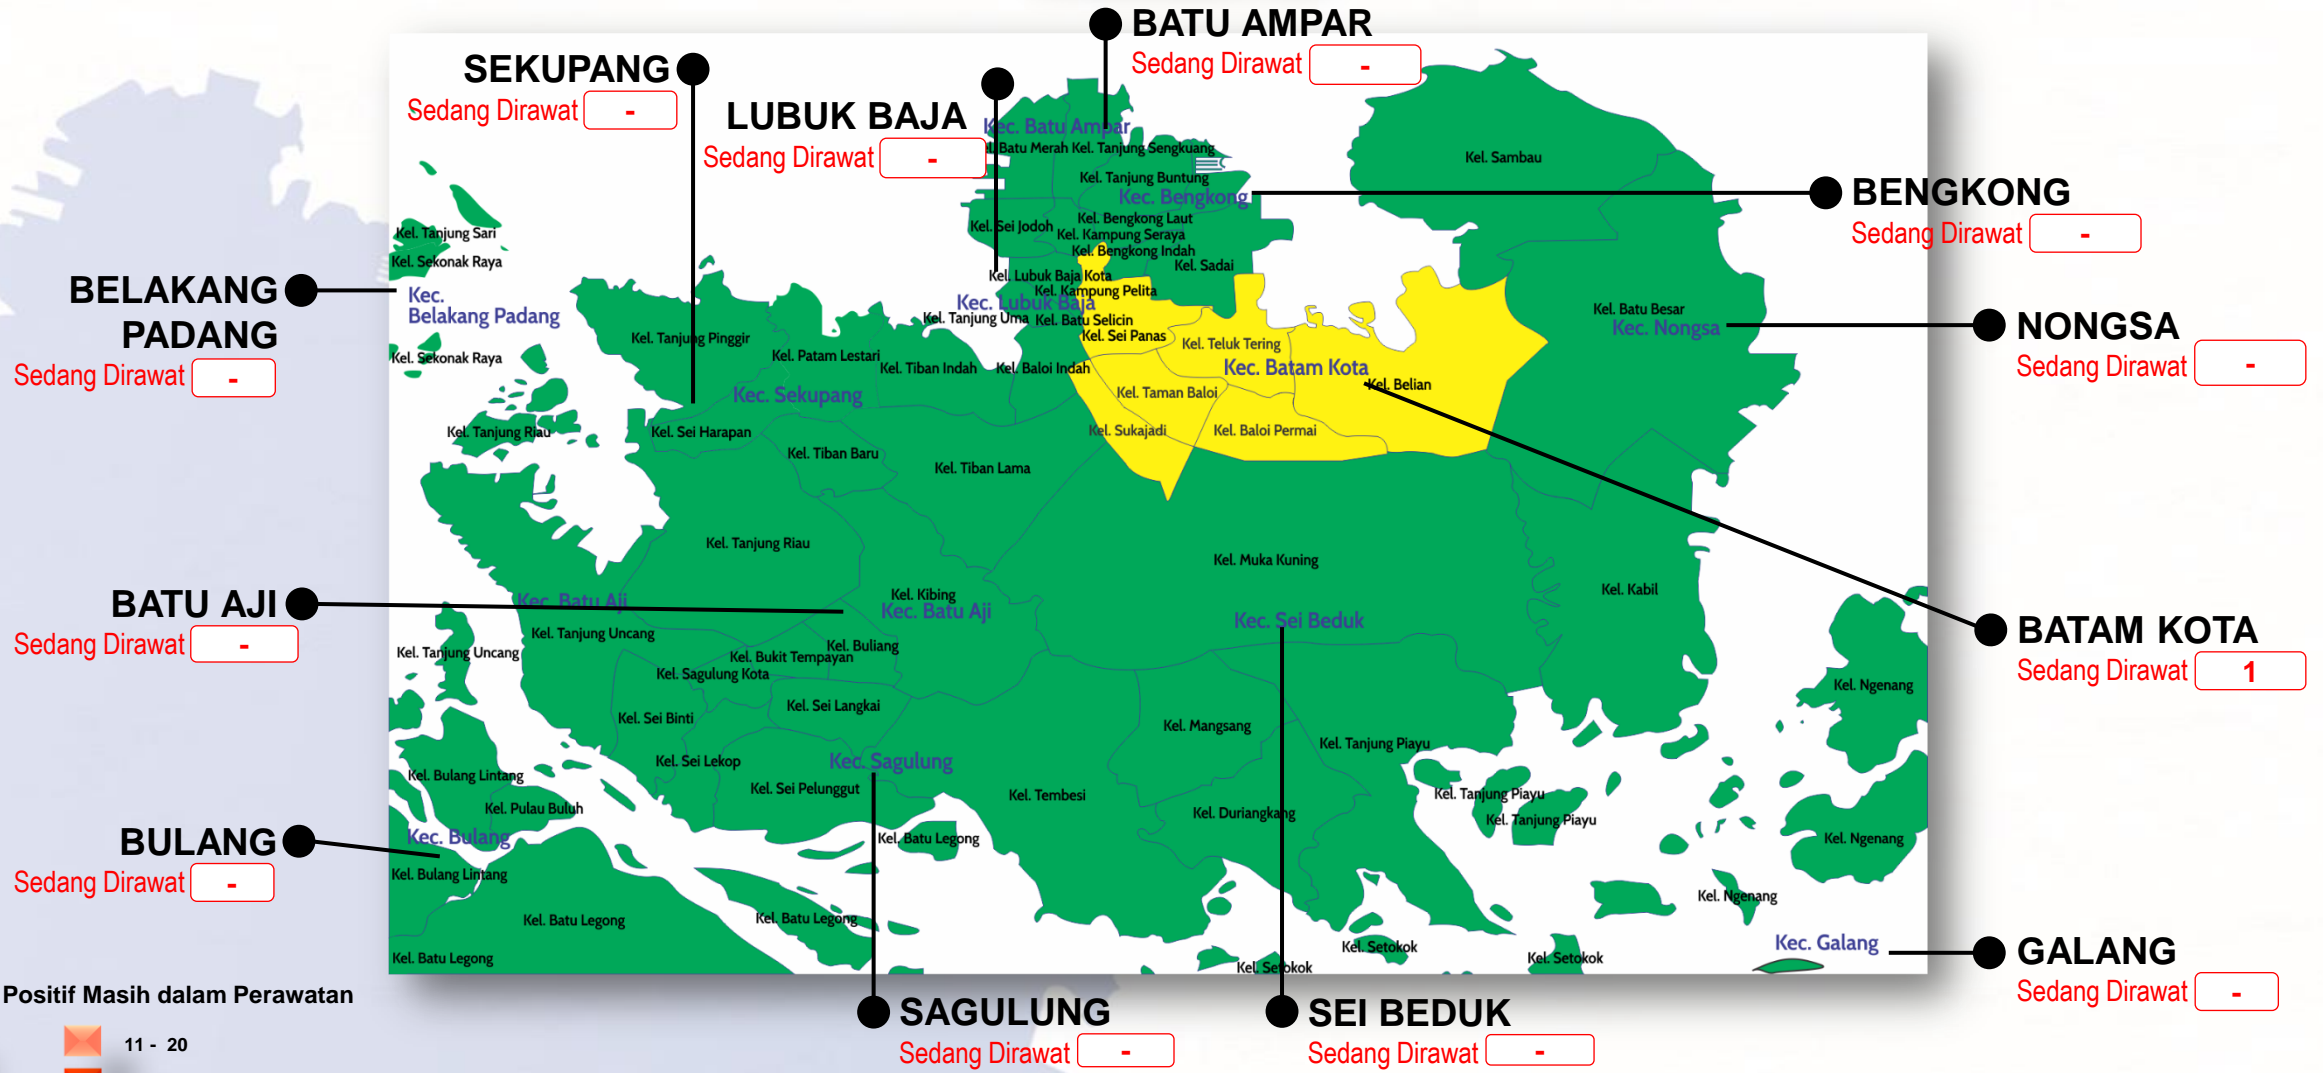 BATU AMPAR
Sedang Dirawat -
SEKUPANG
Sedang Dirawat -
LUBUK BAJA
Sedang Dirawat -
BENGKONG
Sedang Dirawat -
BELAKANG
PADANG
Sedang Dirawat -
NONGSA
Sedang Dirawat -
BATU AJI
Sedang Dirawat -
BATAM KOTA
Sedang Dirawat 1
BULANG
Sedang Dirawat -
GALANG
Sedang Dirawat -
SAGULUNG
Sedang Dirawat -
SEI BEDUK
Sedang Dirawat -
Kec. Batu Ampar
Batu Merah
Kel. Tanjung Sengkuang
Kel. Tanjung Buntung
Kec. Bengkong
Kel. Bengkong Laut
Kel. Sei Jodoh
Kel. Kampung Seraya
Kel. Bengkong Indah
Kel. Sadai
Kel. Lubuk Baja Kota
Kel. Kampung Pelita
Kec. Lubuk Baja
Kel. Tanjung Uma
Kel. Batu Selicin
Kel. Sei Panas
Kel. Teluk Tering
Kec. Batam Kota
Kel. Belian
Kel. Taman Baloi
Kel. Sukajadi
Kel. Baloi Permai
Kel. Sambau
Kel. Batu Besar
Kec. Nongsa
Kel. Kabil
Kel. Tanjung Sari
Kel. Sekonak Raya
Kec.
Belakang Padang
Kel. Sekonak Raya
Kel. Tanjung Riau
Kel. Tanjung Pinggir
Kel. Patam Lestari
Kel. Tiban Indah
Kel. Baloi Indah
Kec. Sekupang
Kel. Sei Harapan
Kel. Tiban Baru
Kel. Tiban Lama
Kel. Tanjung Riau
Kel. Muka Kuning
Kec. Batu Aji
Kel. Kibing
Kec. Batu Aji
Kec. Sei Beduk
Kel. Tanjung Uncang
Kel. Tanjung Uncang
Kel. Buliang
Kel. Bukit Tempayan
Kel. Sagulung Kota
Kel. Sei Langkai
Kel. Sei Binti
Kel. Sei Lekop
Kec. Sagulung
Kel. Sei Pelunggut
Kel. Tembesi
Kel. Mangsang
Kel. Tanjung Piayu
Kel. Duriangkang
Kel. Tanjung Piayu
Kel. Tanjung Piayu
Kel. Ngenang
Kel. Ngenang
Kel. Ngenang
Kel. Bulang Lintang
Kel. Pulau Buluh
Kec. Bulang
Kel. Bulang Lintang
Kel. Batu Legong
Kel. Batu Legong
Kel. Batu Legong
Kel. Batu Legong
Kel. Setokok
Kel. Setokok
Kel. Setokok
Kec. Galang
Positif Masih dalam Perawatan
11 - 20